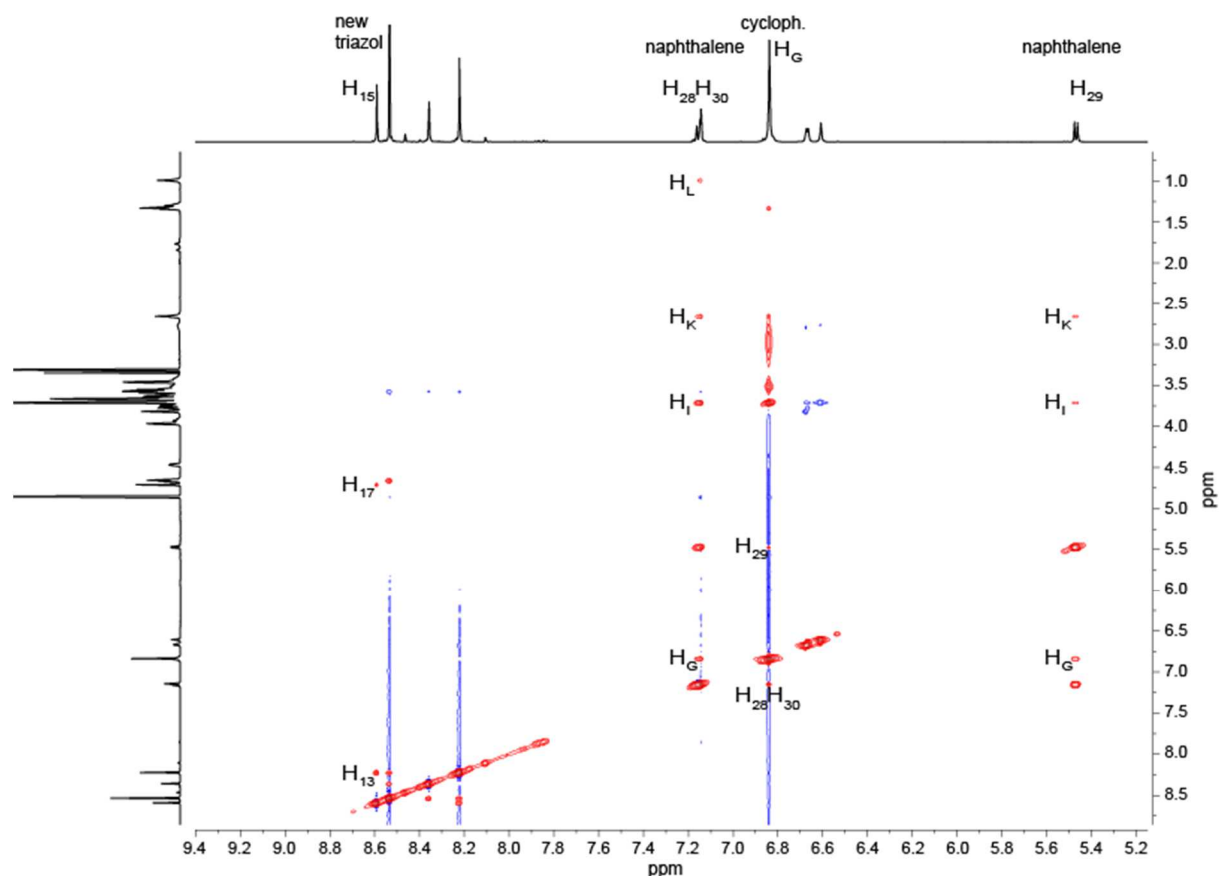 new
triazol
H15
naphthalene
H28H30
cycloph.
HG
naphthalene
H29
HL
HK
HK
HI
HI
H17
H29
HG
HG
H28H30
H13
1.0
1.5
2.0
2.5
3.0
3.5
4.0
4.5
5.0
5.5
6.0
6.5
7.0
7.5
8.0
8.5
ppm
9.4 9.2 9.0 8.8 8.6 8.4 8.2 8.0 7.8 7.6 7.4 7.2 7.0 6.8 6.6 6.4 6.2 6.0 5.8 5.6 5.4 5.2
ppm